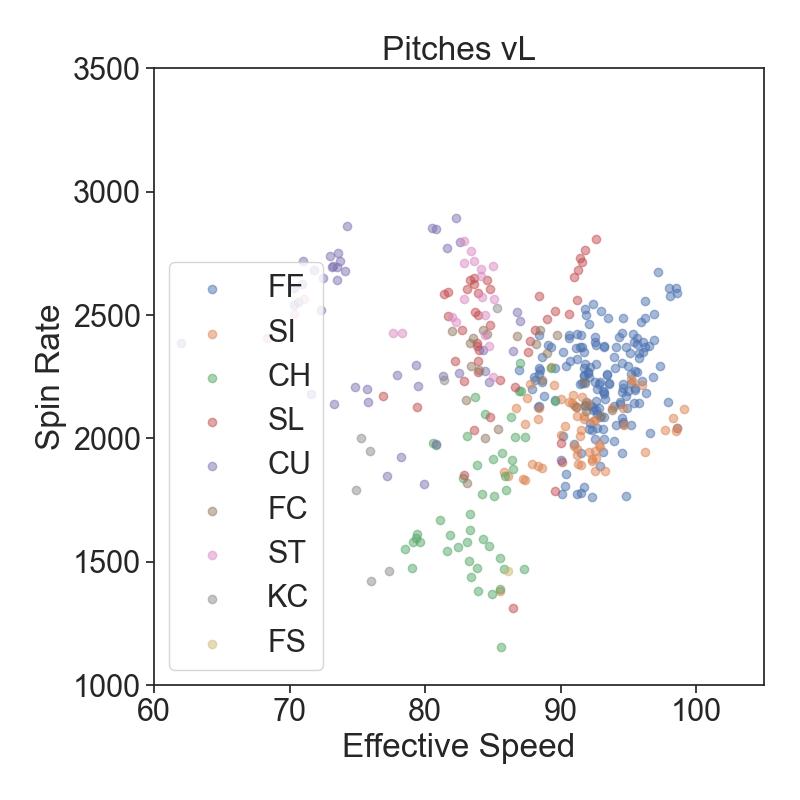 Pitches vL
3500
3000
2500
2000
1500
1000
Spin Rate
FF
SI
CH
SL
CU
FC
ST
KC
FS
60 70 80 90 100
Effective Speed